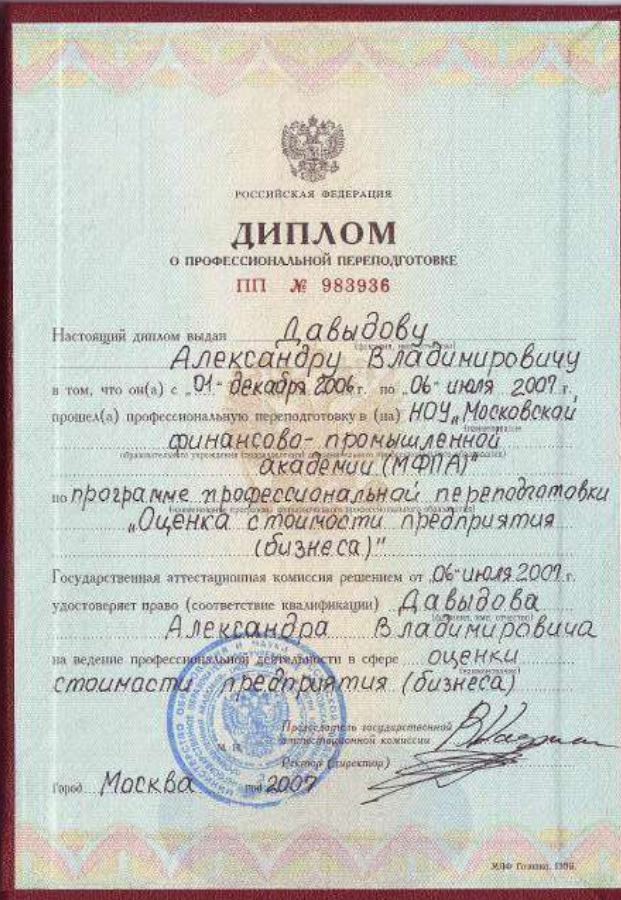 РОССИЙСКАЯ ФЕДЕРАЦИЯ
ДИПЛОМ
О ПРОФЕССИОНАЛЬНОЙ ПЕРЕПОДГОТОВКЕ
ПП № 983936
Настоящий диплом выдан Давыдову
Александру Владимировичу
в том, что он(а) с „01“ декабря 2006 г. по „06“ июля 2007 г.
прошел(а) профессиональную переподготовку в (на) НОУ „Московской
финансово-промышленной
академии (МФПА)"
по программе профессиональной переподготовки
„Оценка стоимости предприятия
(бизнеса)"
Государственная аттестационная комиссия решением от „06“ июля 2007 г.
удостоверяет право (соответствие квалификации) Давыдова
Александра Владимировича
на ведение профессиональной деятельности в сфере оценки
стоимости предприятия (бизнеса)
Председатель государственной
аттестационной комиссии
Ректор (директор)
Город Москва год 2007